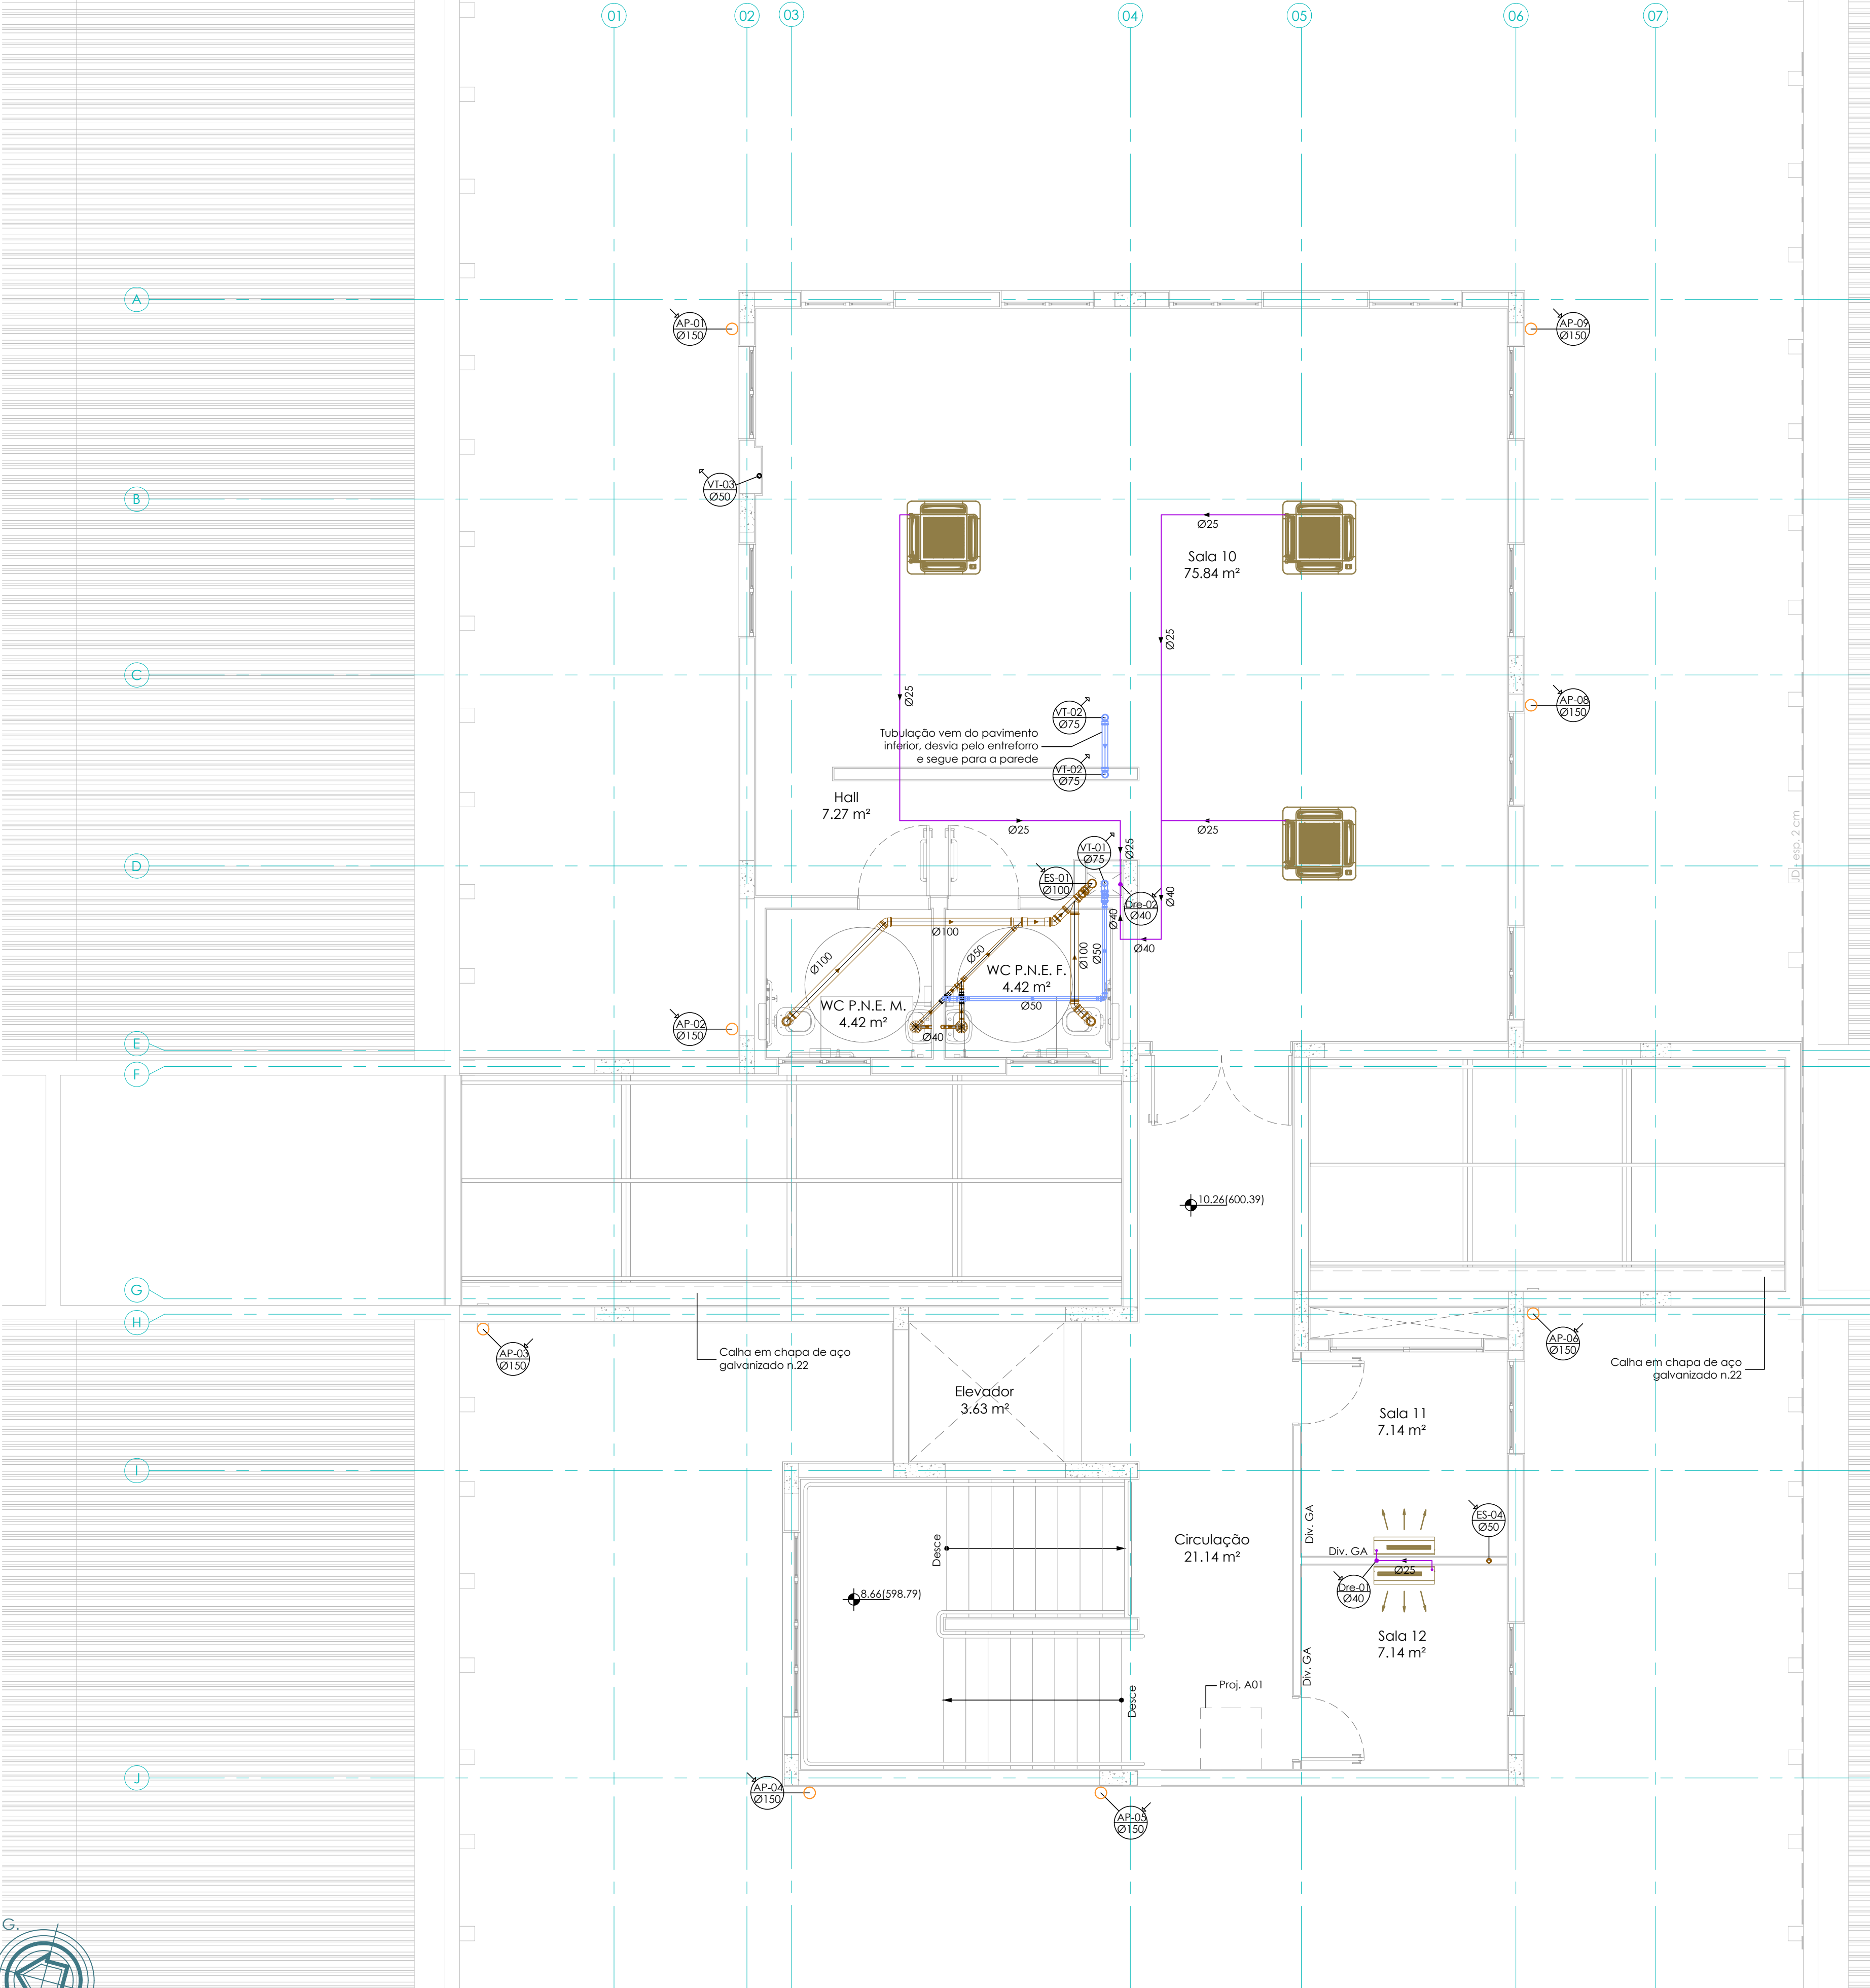 01
02
03
04
05
06
07
A
AP-01
Ø150
AP-09
Ø150
VT-03
Ø50
B
Ø25
Sala 10
75.84 m²
Ø25
C
Ø25
AP-08
Ø150
VT-02
Ø75
Tubulação vem do pavimento
inferior, desvia pelo entreforro
e segue para a parede
VT-02
Ø75
Hall
7.27 m²
Ø25
Ø25
JD esp. 2 cm
Ø25
VT-01
Ø75
D
ES-01
Ø100
Dre-02
Ø40
Ø40
Ø40
Ø100
Ø40
Ø50
Ø100
Ø50
Ø100
WC P.N.E. F.
4.42 m²
Ø50
WC P.N.E. M.
4.42 m²
Ø40
AP-02
Ø150
E
F
10.26(600.39)
G
H
AP-03
Ø150
AP-06
Ø150
Calha em chapa de aço
galvanizado n.22
Calha em chapa de aço
galvanizado n.22
Elevador
3.63 m²
Sala 11
7.14 m²
I
Div. GA
ES-04
Ø50
Desce
Circulação
21.14 m²
Div. GA
Ø25
Dre-01
Ø40
8.66(598.79)
Sala 12
7.14 m²
Div. GA
Proj. A01
Desce
J
AP-04
Ø150
AP-05
Ø150
G.